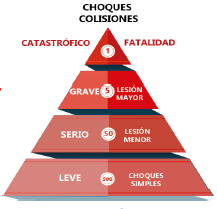 CHOQUES
COLISIONES
CATASTRÓFICO
FATALIDAD
1
GRAVE
5
LESIÓN
MAYOR
SERIO
50
LESIÓN
MENOR
LEVE
500
CHOQUES
SIMPLES